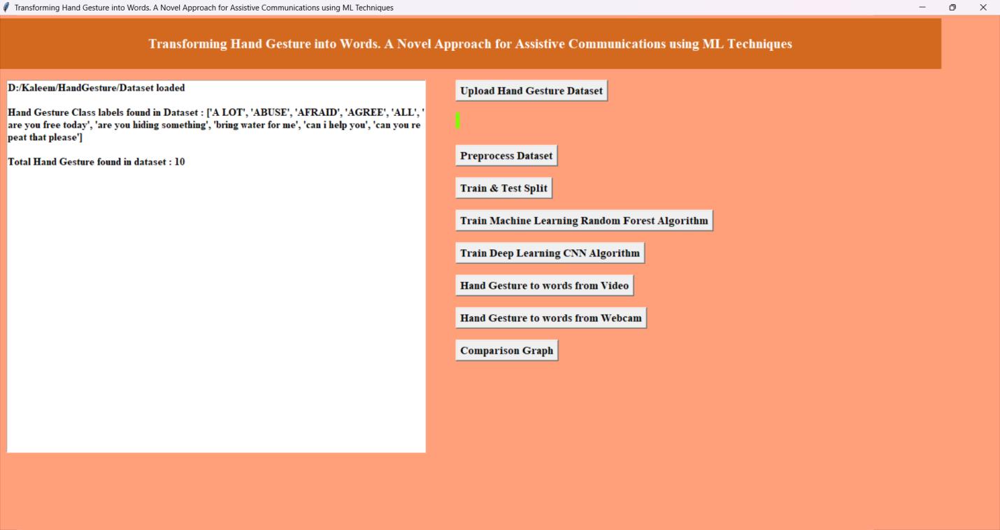 Transforming Hand Gesture into Words. A Novel Approach for Assistive Communications using ML Techniques
Transforming Hand Gesture into Words. A Novel Approach for Assistive Communications using ML Techniques
D:/Kaleem/HandGesture/Dataset loaded
Hand Gesture Class labels found in Dataset : ['A LOT', 'ABUSE', 'AFRAID', 'AGREE', 'ALL', '
are you free today', 'are you hiding something', 'bring water for me', 'can i help you', 'can you re
peat that please']
Total Hand Gesture found in dataset : 10
Upload Hand Gesture Dataset
Preprocess Dataset
Train & Test Split
Train Machine Learning Random Forest Algorithm
Train Deep Learning CNN Algorithm
Hand Gesture to words from Video
Hand Gesture to words from Webcam
Comparison Graph